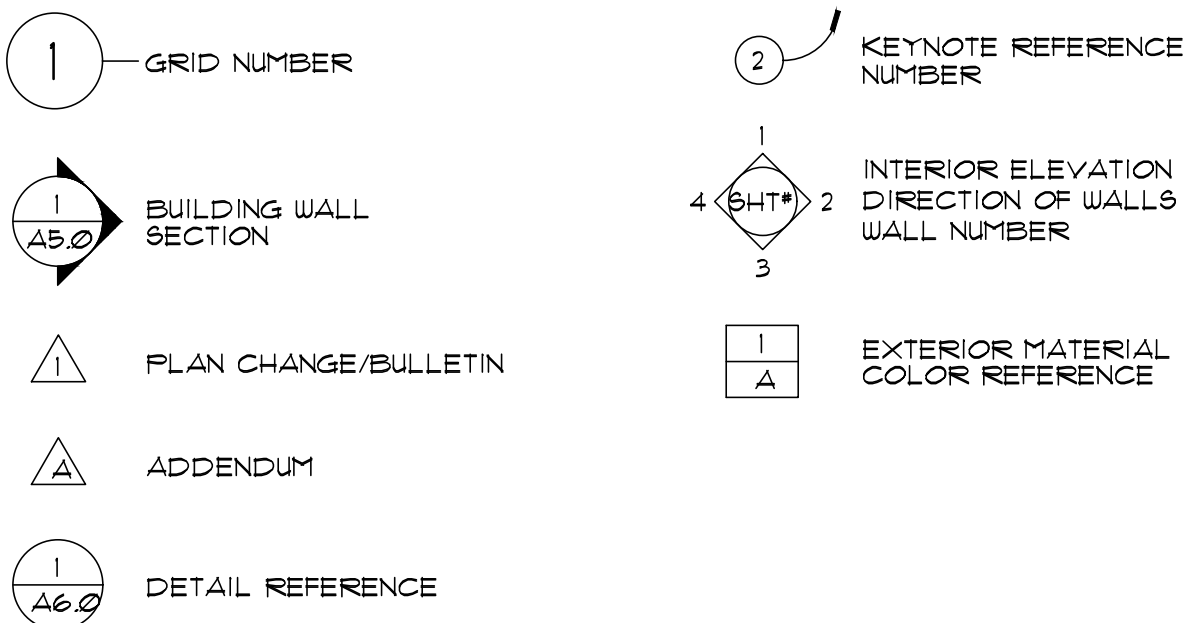 1
GRID NUMBER
1
A5.0
BUILDING WALL
SECTION
1
PLAN CHANGE/BULLETIN
A
ADDENDUM
1
A6.0
DETAIL REFERENCE
2
KEYNOTE REFERENCE
NUMBER
1
4 SHT# 2
3
INTERIOR ELEVATION
DIRECTION OF WALLS
WALL NUMBER
1
A
EXTERIOR MATERIAL
COLOR REFERENCE